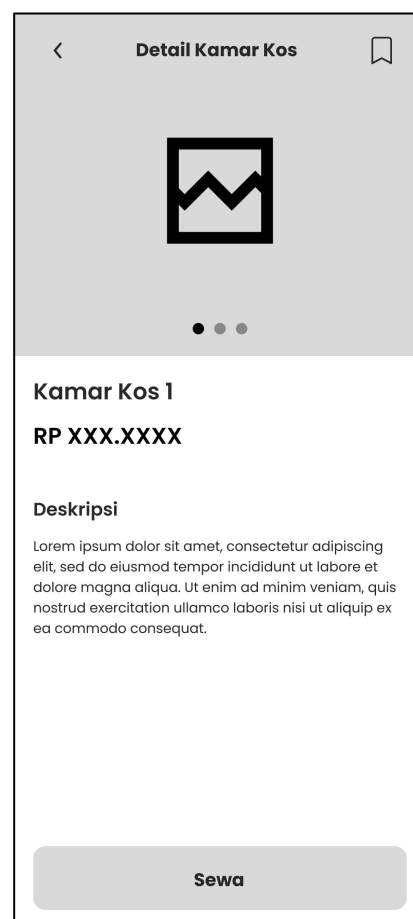 Detail Kamar Kos
Kamar Kos 1
RP XXX.XXXX
Deskripsi
Lorem ipsum dolor sit amet, consectetur adipiscing
elit, sed do eiusmod tempor incididunt ut labore et
dolore magna aliqua. Ut enim ad minim veniam, quis
nostrud exercitation ullamco laboris nisi ut aliquip ex
ea commodo consequat.
Sewa